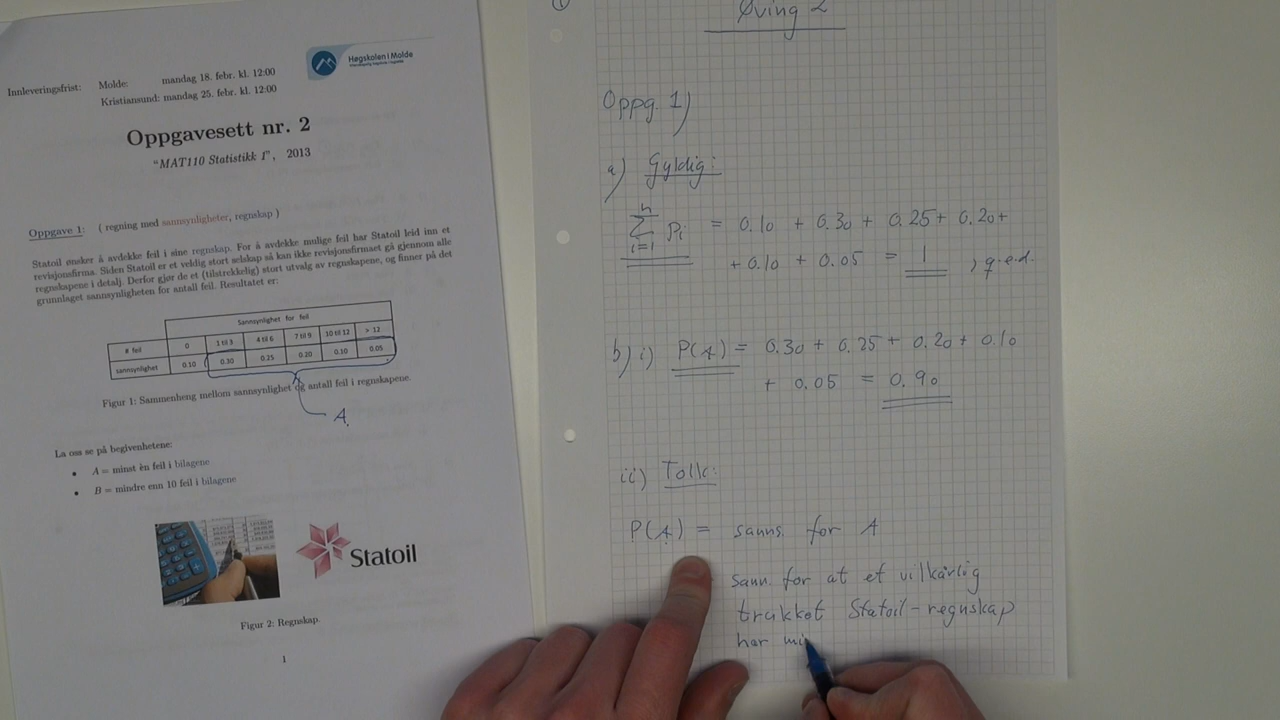 Innleveringsfrist: Molde: mandag 18. febr. kl. 12:00
Kristiansund: mandag 25. febr. kl. 12:00
Høgskolen i Molde
Oppgavesett nr. 2
"MAT110 Statistikk I", 2013
Oppgave 1: ( regning med sannsynligheter, regnskap )
Statoil ønsker å avdekke feil i sine regnskap. For å avdekke mulige feil har Statoil leid inn et
revisjonsfirma. Siden Statoil er et veldig stort selskap så kan ikke revisjonsfirmaet gå gjennom alle
regnskapene i detalj. Derfor gjør de et (tilstrekkelig) stort utvalg av regnskapene, og finner på det
grunnlaget sannsynligheten for antall feil. Resultatet er:
Sannsynlighet for feil
# feil 0 1 til 3 4 til 6 7 til 9 10 til 12 > 12
sannsynlighet 0.10 0.30 0.25 0.20 0.10 0.05
Figur 1: Sammenheng mellom sannsynlighet og antall feil i regnskapene.
A
La oss se på begivenhetene:
• A = minst èn feil i bilagene
• B = mindre enn 10 feil i bilagene
Statoil
Figur 2: Regnskap.
1
①
Øving 2
Oppg. 1)
a) Gyldig:
n
∑ pi = 0.10 + 0.30 + 0.25 + 0.20 +
i=1
+ 0.10 + 0.05 = 1 , q.e.d.
b) i) P(A) = 0.30 + 0.25 + 0.20 + 0.10
+ 0.05 = 0.90
ii) Tolk:
P(A) = sanns. for A
sann. for at et vilkårlig
trukket Statoil-regnskap
har mi